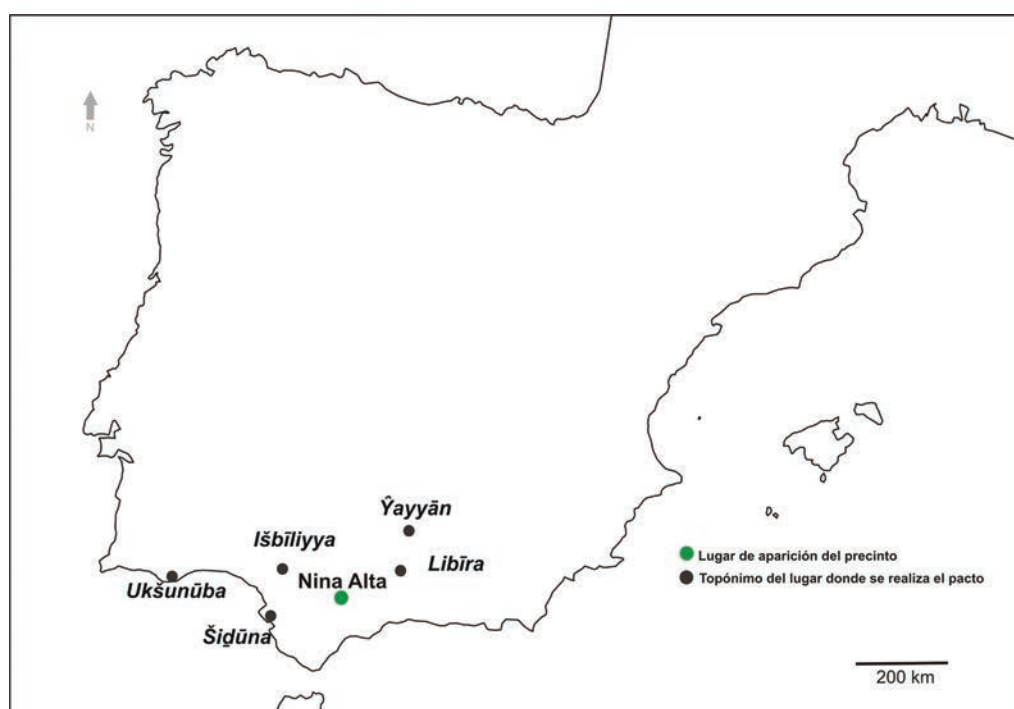 N
Ŷayyān
Išbīliyya
Libīra
Nina Alta
Ukšunūba
Šiḏūna
Lugar de aparición del precinto
Topónimo del lugar donde se realiza el pacto
200 km